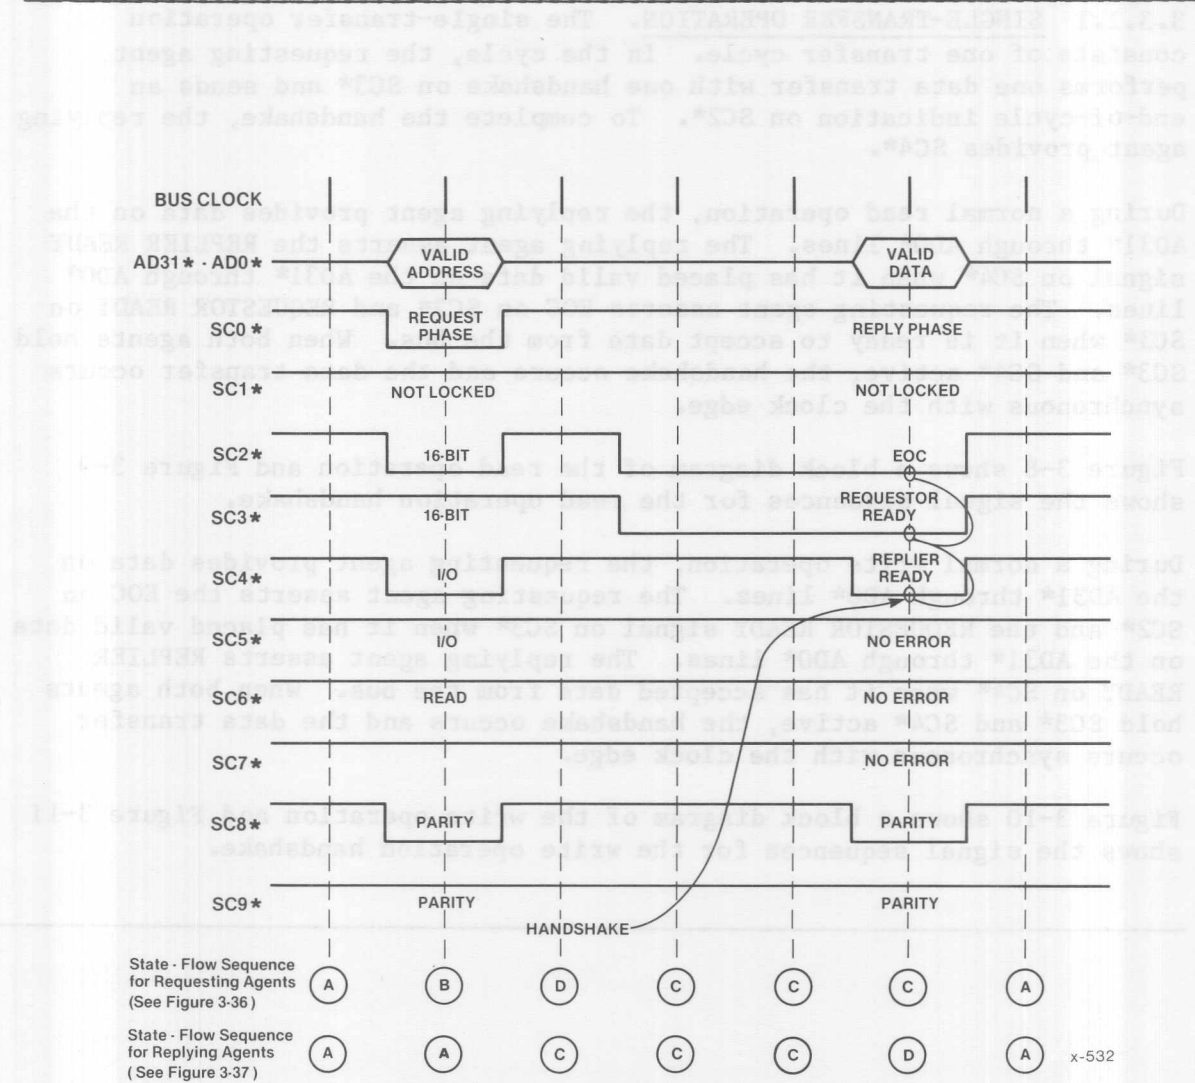 BUS CLOCK
AD31* - AD0*
VALID
ADDRESS
VALID
DATA
SC0*
REQUEST
PHASE
REPLY PHASE
SC1*
NOT LOCKED
NOT LOCKED
SC2*
16-BIT
EOC
SC3*
16-BIT
REQUESTOR
READY
SC4*
I/O
REPLIER
READY
SC5*
I/O
NO ERROR
SC6*
READ
NO ERROR
SC7*
NO ERROR
SC8*
PARITY
PARITY
SC9*
PARITY
PARITY
HANDSHAKE
State - Flow Sequence
for Requesting Agents
(See Figure 3-36)
A B D C C C A
State - Flow Sequence
for Replying Agents
(See Figure 3-37)
A A C C C D A
x-532